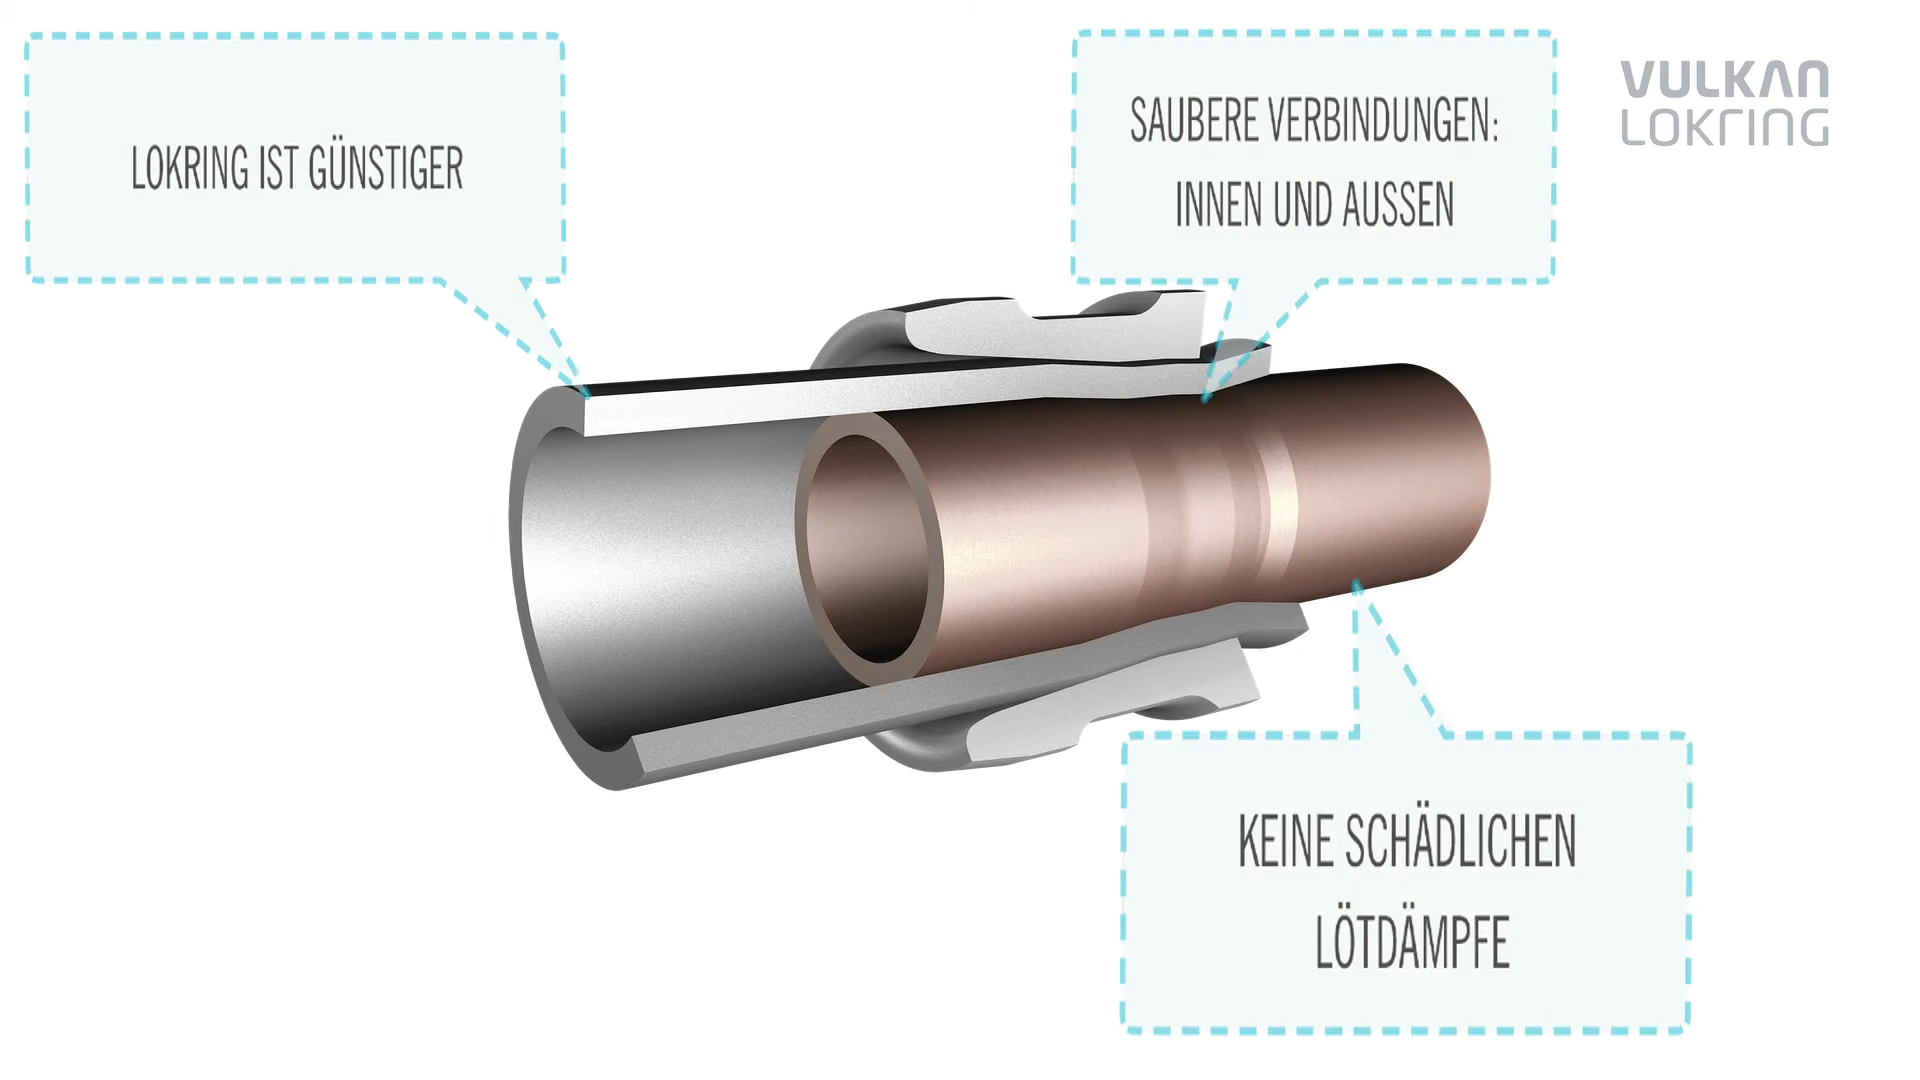 LOKRING IST GÜNSTIGER
SAUBERE VERBINDUNGEN:
INNEN UND AUSSEN
VULKAN
LOKRING
KEINE SCHÄDLICHEN
LÖTDÄMPFE